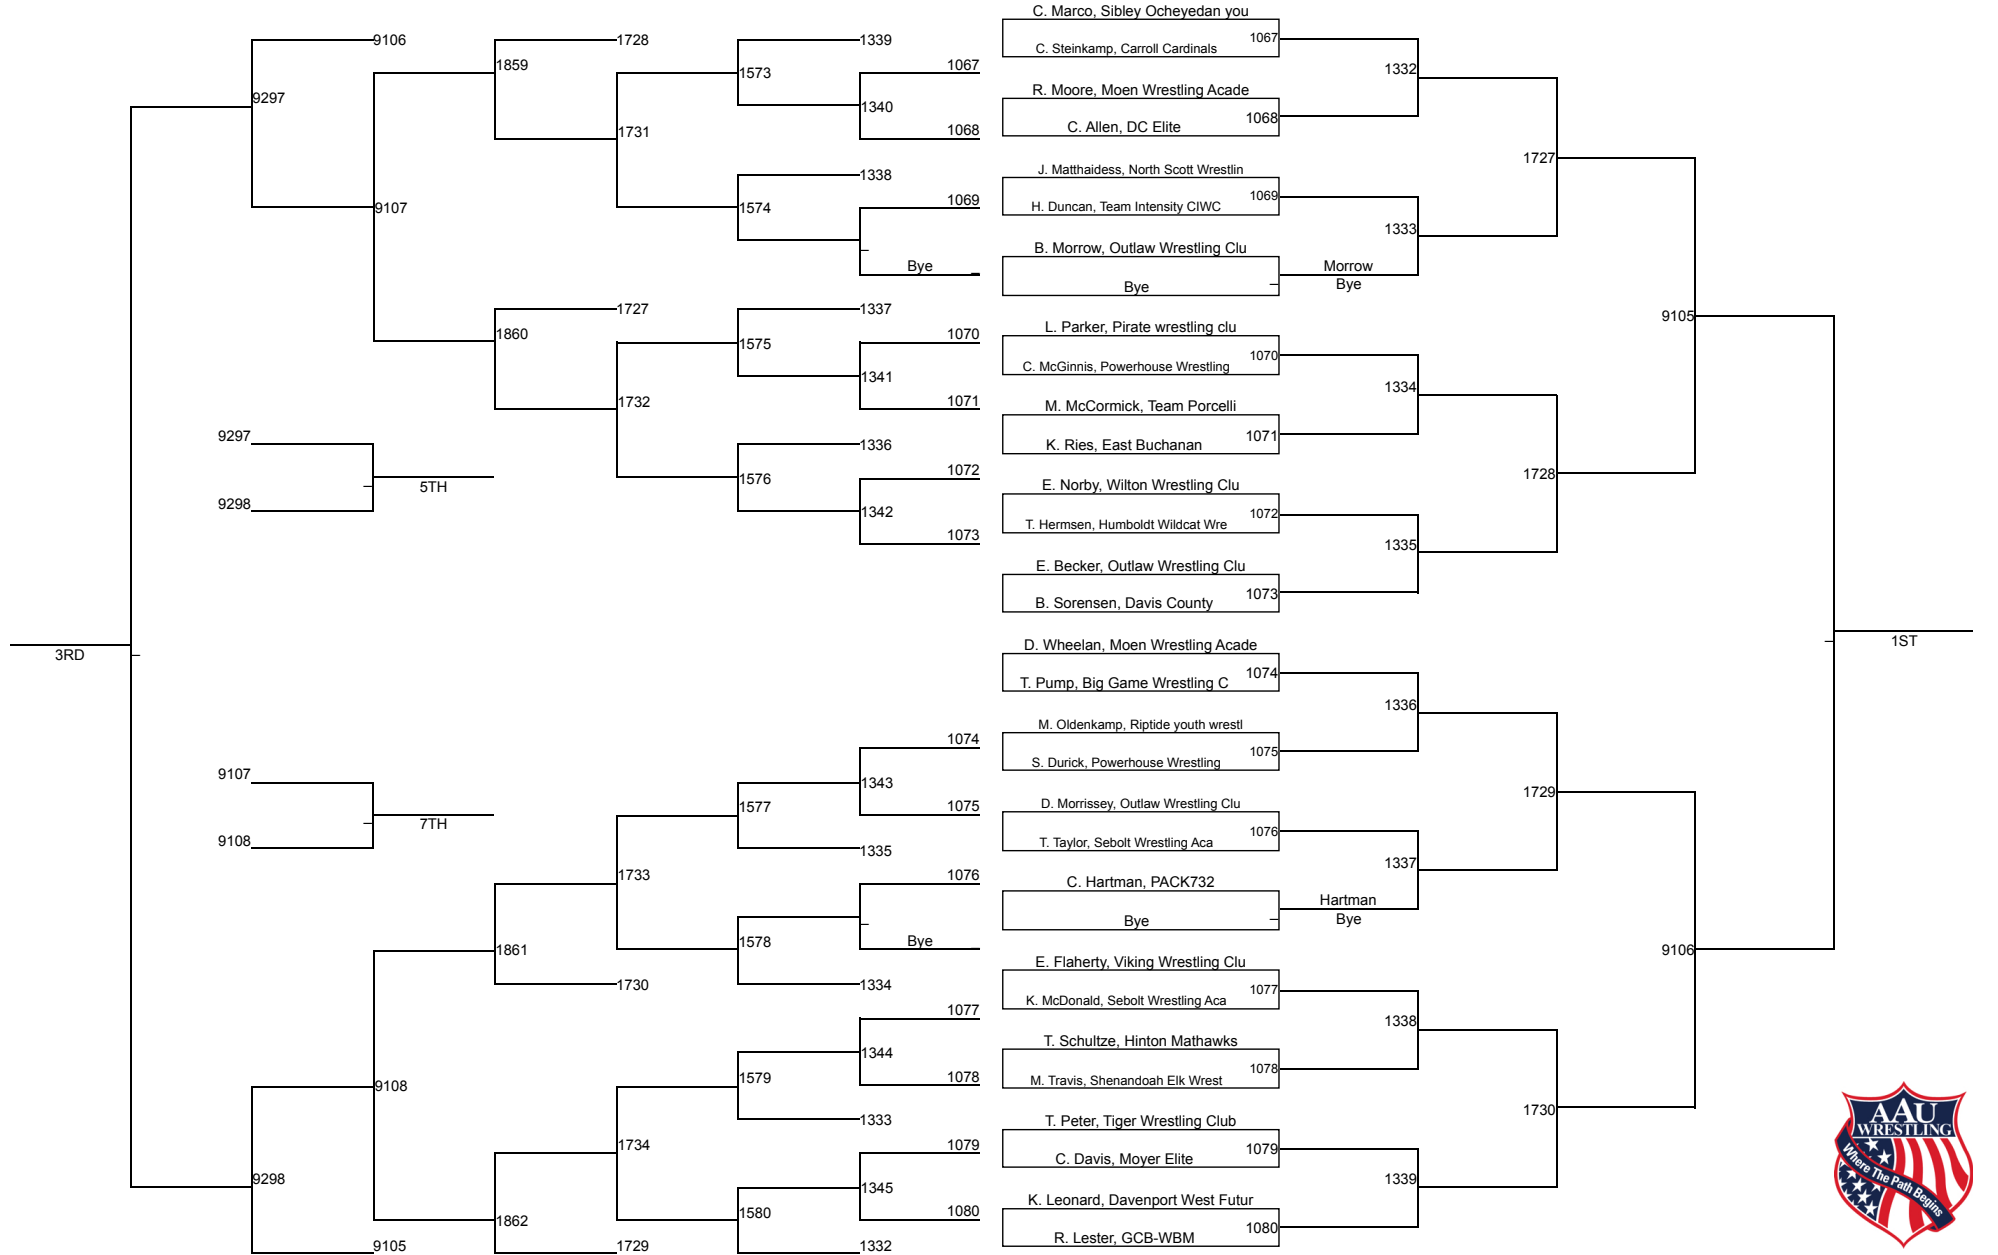 C. Marco, Sibley Ocheyedan you
9106
1728
1339
1067
C. Steinkamp, Carroll Cardinals
1859
1573
1067
1332
9297
R. Moore, Moen Wrestling Acade
1340
1068
1731
1068
C. Allen, DC Elite
1727
1338
J. Matthaidess, North Scott Wrestlin
1069
1069
9107
1574
H. Duncan, Team Intensity CIWC
1333
B. Morrow, Outlaw Wrestling Clu
Bye
Morrow
Bye
Bye
1727
1337
9105
1860
1070
L. Parker, Pirate wrestling clu
1575
1070
C. McGinnis, Powerhouse Wrestling
1341
1334
1732
1071
M. McCormick, Team Porcelli
9297
1336
1071
K. Ries, East Buchanan
1576
1072
1728
5TH
E. Norby, Wilton Wrestling Clu
9298
1342
1072
T. Hermsen, Humboldt Wildcat Wre
1073
1335
E. Becker, Outlaw Wrestling Clu
1073
B. Sorensen, Davis County
3RD
D. Wheelan, Moen Wrestling Acade
1ST
1074
T. Pump, Big Game Wrestling C
1336
M. Oldenkamp, Riptide youth wrestl
1074
1075
S. Durick, Powerhouse Wrestling
9107
1343
1729
1577
1075
D. Morrissey, Outlaw Wrestling Clu
7TH
1076
9108
1335
T. Taylor, Sebolt Wrestling Aca
1337
1733
1076
C. Hartman, PACK732
Hartman
Bye
Bye
1578
Bye
1861
9106
E. Flaherty, Viking Wrestling Clu
1730
1334
1077
K. McDonald, Sebolt Wrestling Aca
1077
1338
T. Schultze, Hinton Mathawks
1344
1078
1579
1078
M. Travis, Shenandoah Elk Wrest
9108
1730
1333
T. Peter, Tiger Wrestling Club
1734
1079
1079
C. Davis, Moyer Elite
9298
1345
1339
K. Leonard, Davenport West Futur
1862
1580
1080
1080
R. Lester, GCB-WBM
9105
1729
1332
AAU
WRESTLING
Where The Path Begins